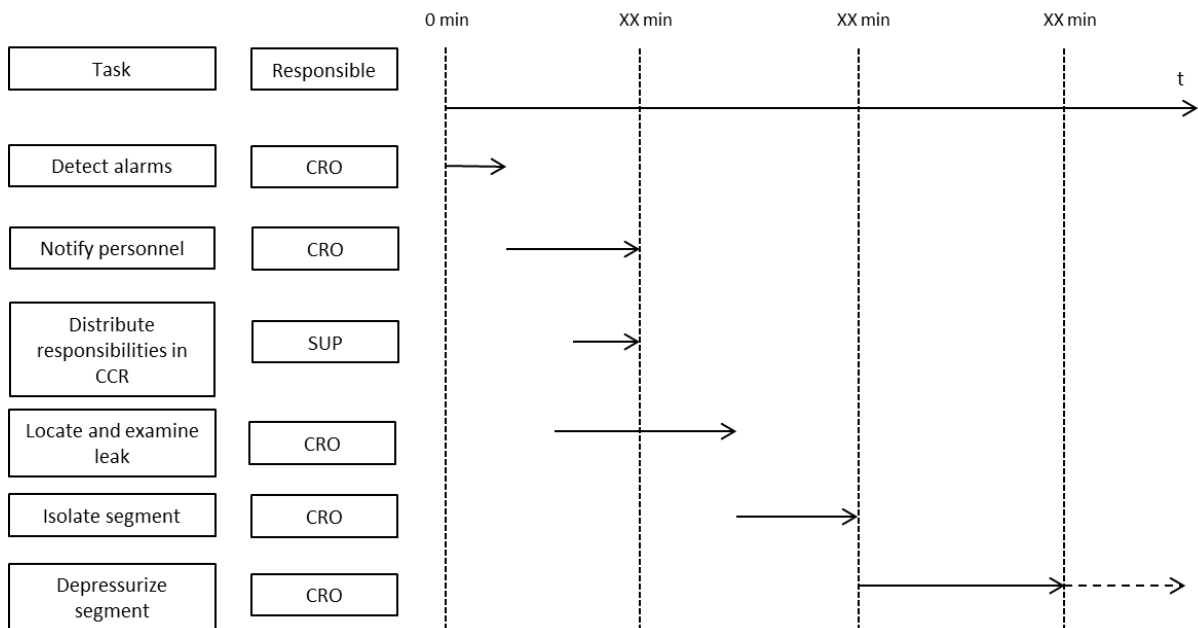 0 min XX min XX min XX min
Task Responsible
t
Detect alarms CRO
Notify personnel CRO
Distribute
responsibilities in
CCR
SUP
Locate and examine
leak
CRO
Isolate segment CRO
Depressurize
segment
CRO